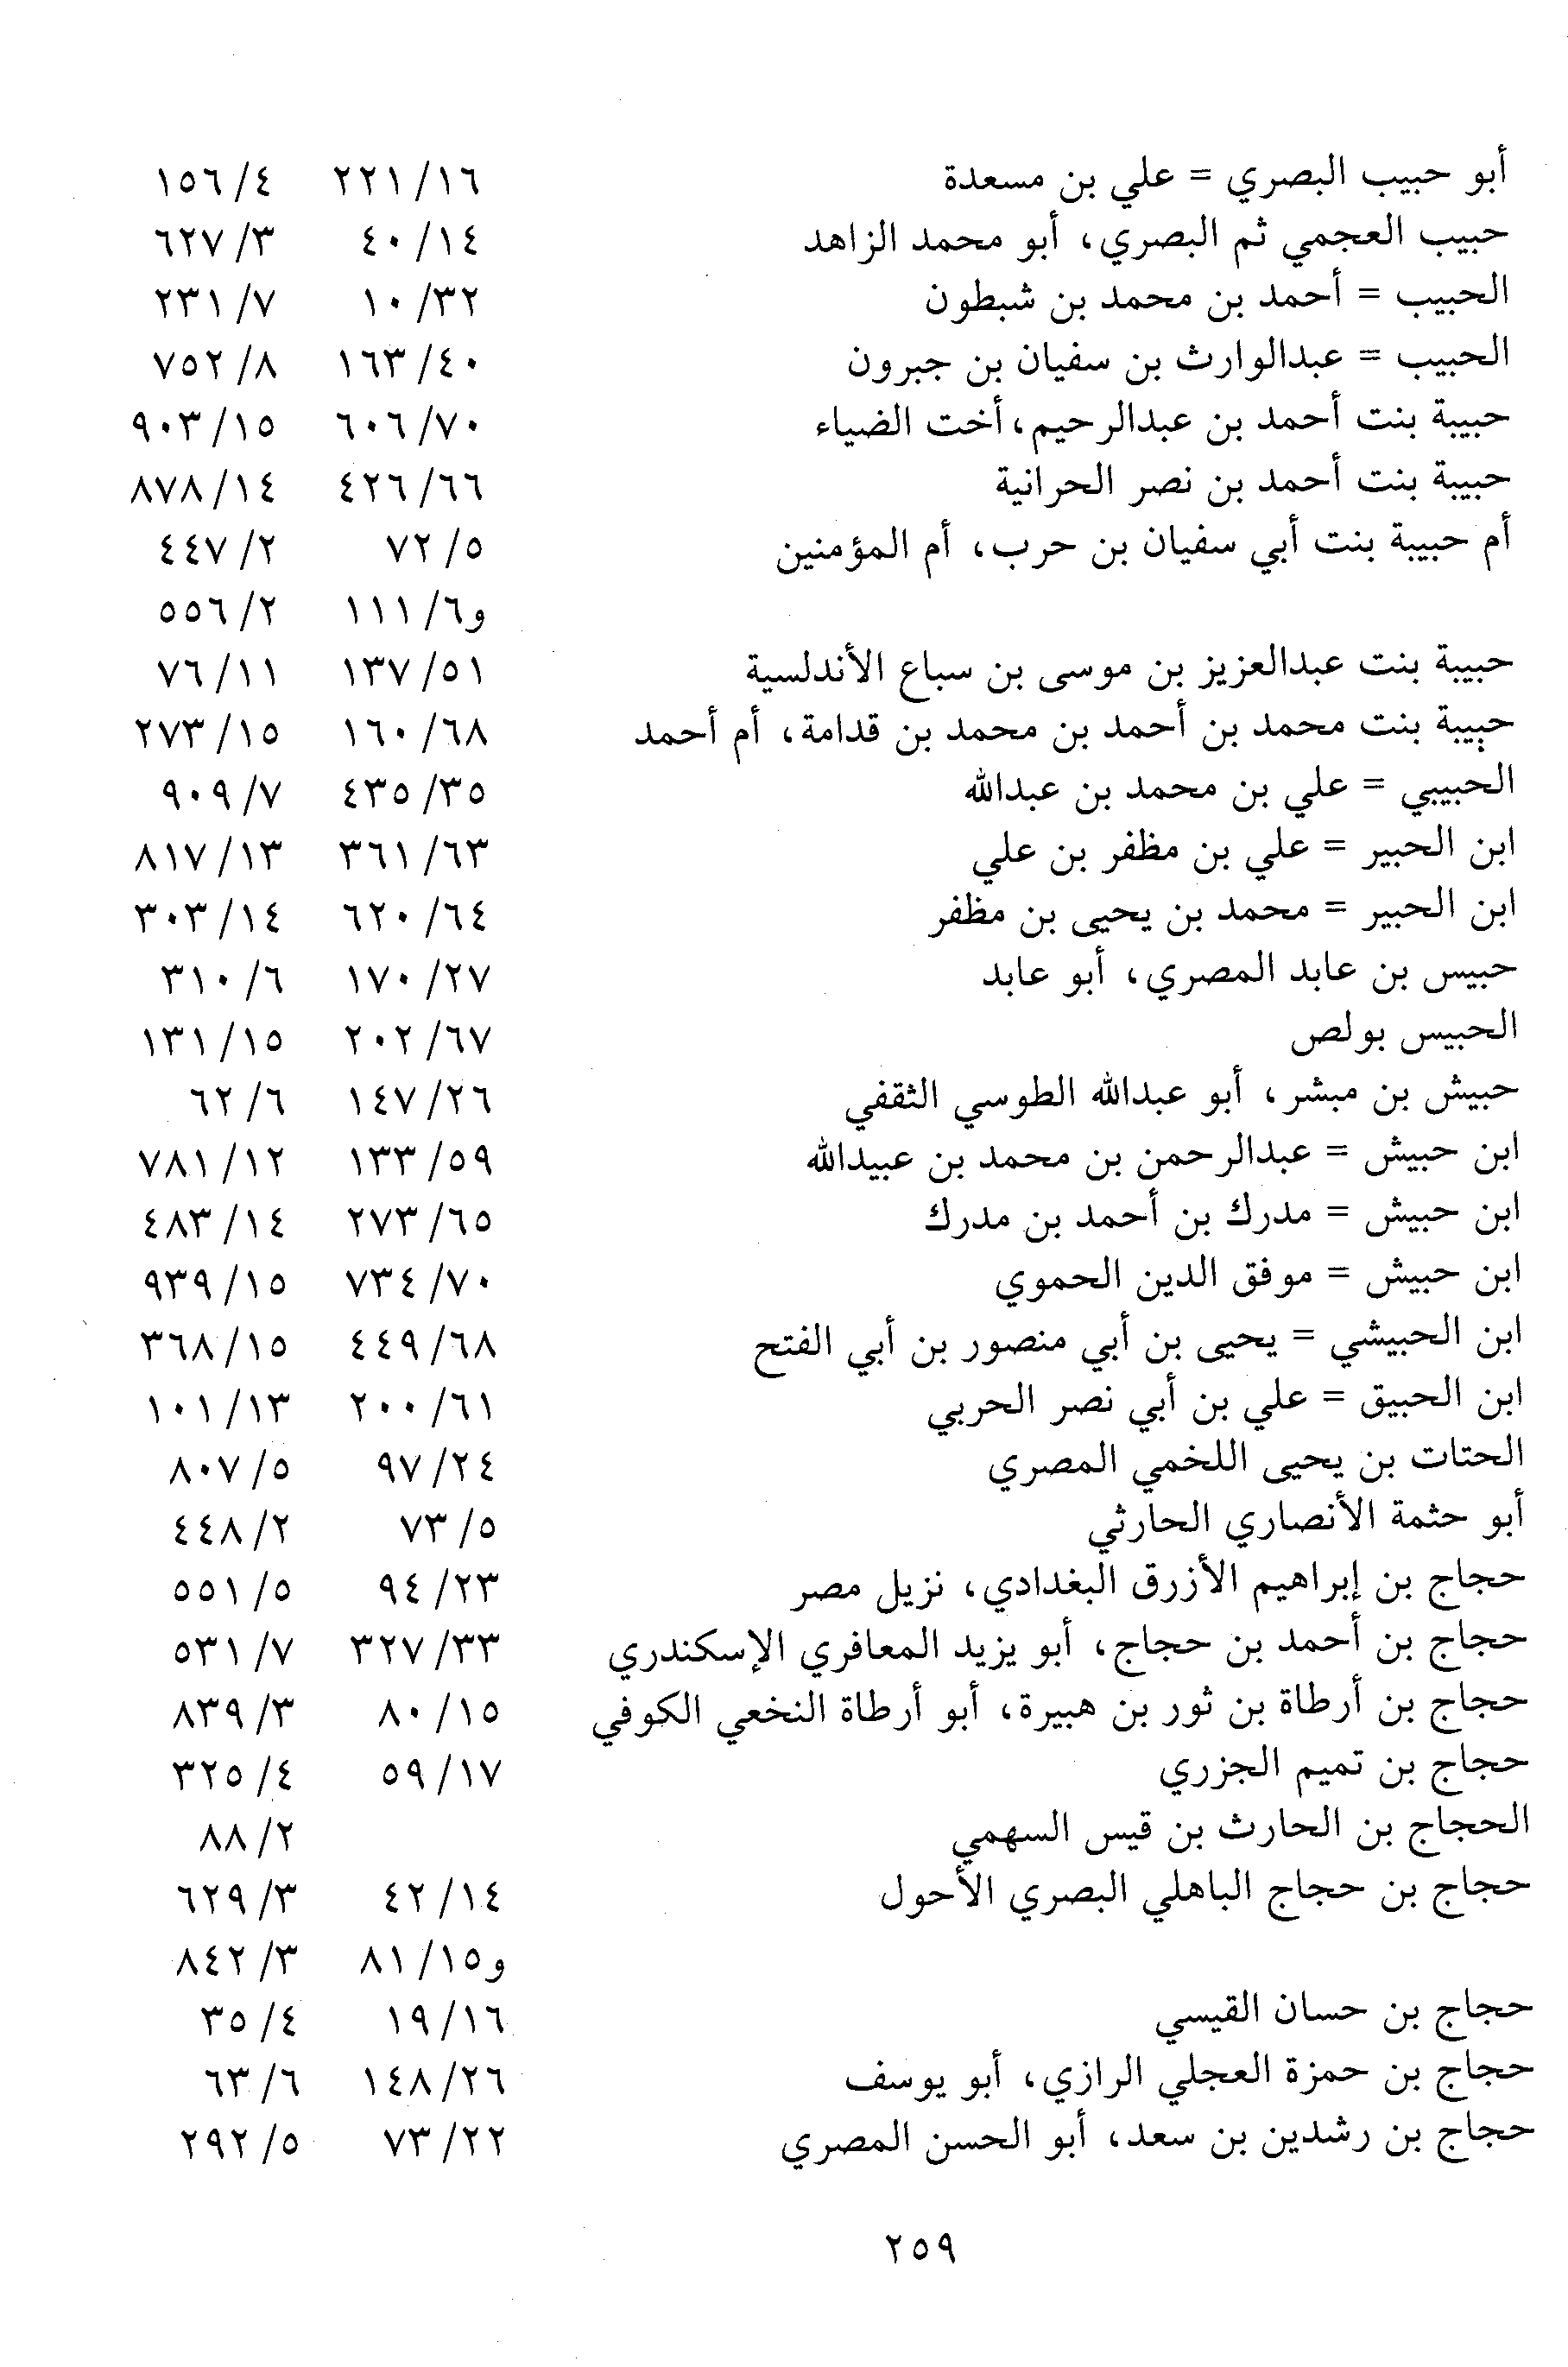 أبو حبيب البصري = علي بن مسعدة ١٦/ ٢٢١ ٤/ ١٥٦
حبيب العجمي ثم البصري، أبو محمد الزاهد ١٤/ ٤٠ ٣/ ٦٢٧
الحبيب = أحمد بن محمد بن شبطون ٣٢/ ١٠ ٧/ ٢٣١
الحبيب = عبدالوارث بن سفيان بن جبرون ٤٠/ ١٦٣ ٨/ ٧٥٢
حبيبة بنت أحمد بن عبدالرحيم، أخت الضياء ٧٠/ ٦٠٦ ١٥/ ٩٠٣
حبيبة بنت أحمد بن نصر الحرانية ٦٦/ ٤٢٦ ١٤/ ٨٧٨
أم حبيبة بنت أبي سفيان بن حرب، أم المؤمنين ٥/ ٧٢ ٢/ ٤٤٧
و٦/ ١١١ ٢/ ٥٥٦
حبيبة بنت عبدالعزيز بن موسى بن سباع الأندلسية ٥١/ ١٣٧ ١١/ ٧٦
حبيبة بنت محمد بن أحمد بن محمد بن قدامة، أم أحمد ٦٨/ ١٦٠ ١٥/ ٢٧٣
الحبيبي = علي بن محمد بن عبدالله ٣٥/ ٤٣٥ ٧/ ٩٠٩
ابن الحبير = علي بن مظفر بن علي ٦٣/ ٣٦١ ١٣/ ٨١٧
ابن الحبير = محمد بن يحيى بن مظفر ٦٤/ ٦٢٠ ١٤/ ٣٠٣
حبيس بن عابد المصري، أبو عابد ٢٧/ ١٧٠ ٦/ ٣١٠
الحبيس بولص ٦٧/ ٢٠٢ ١٥/ ١٣١
حبيش بن مبشر، أبو عبدالله الطوسي الثقفي ٢٦/ ١٤٧ ٦/ ٦٢
ابن حبيش = عبدالرحمن بن محمد بن عبيدالله ٥٩/ ١٣٣ ١٢/ ٧٨١
ابن حبيش = مدرك بن أحمد بن مدرك ٦٥/ ٢٧٣ ١٤/ ٤٨٣
ابن حبيش = موفق الدين الحموي ٧٠/ ٧٣٤ ١٥/ ٩٣٩
ابن الحبيشي = يحيى بن أبي منصور بن أبي الفتح ٦٨/ ٤٤٩ ١٥/ ٣٦٨
ابن الحبيق = علي بن أبي نصر الحربي ٦١/ ٢٠٠ ١٣/ ١٠١
الحتات بن يحيى اللخمي المصري ٢٤/ ٩٧ ٥/ ٨٠٧
أبو حثمة الأنصاري الحارثي ٥/ ٧٣ ٢/ ٤٤٨
حجاج بن إبراهيم الأزرق البغدادي، نزيل مصر ٢٣/ ٩٤ ٥/ ٥٥١
حجاج بن أحمد بن حجاج، أبو يزيد المعافري الإسكندري ٣٣/ ٣٢٧ ٧/ ٥٣١
حجاج بن أرطاة بن ثور بن هبيرة، أبو أرطاة النخعي الكوفي ١٥/ ٨٠ ٣/ ٨٣٩
حجاج بن تميم الجزري ١٧/ ٥٩ ٤/ ٣٢٥
الحجاج بن الحارث بن قيس السهمي ٢/ ٨٨
حجاج بن حجاج الباهلي البصري الأحول ١٤/ ٤٢ ٣/ ٦٢٩
و١٥/ ٨١ ٣/ ٨٤٢
حجاج بن حسان القيسي ١٦/ ١٩ ٤/ ٣٥
حجاج بن حمزة العجلي الرازي، أبو يوسف ٢٦/ ١٤٨ ٦/ ٦٣
حجاج بن رشدين بن سعد، أبو الحسن المصري ٢٢/ ٧٣ ٥/ ٢٩٢
٢٥٩